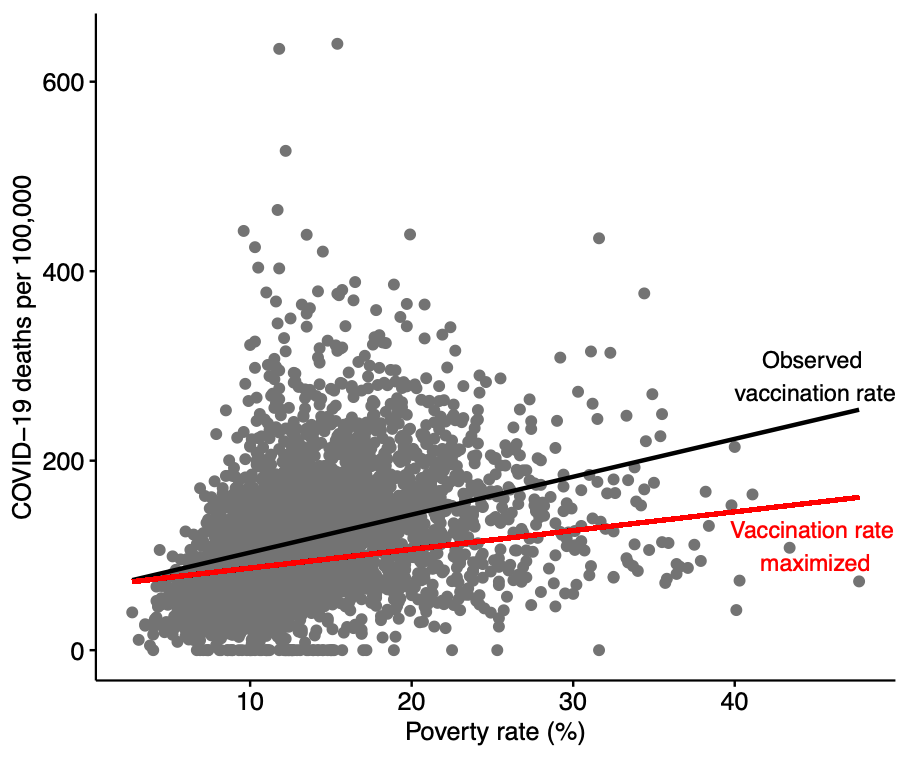 600
400
200
0
COVID−19 deaths per 100,000
Observed
vaccination rate
Vaccination rate
maximized
10 20 30 40
Poverty rate (%)